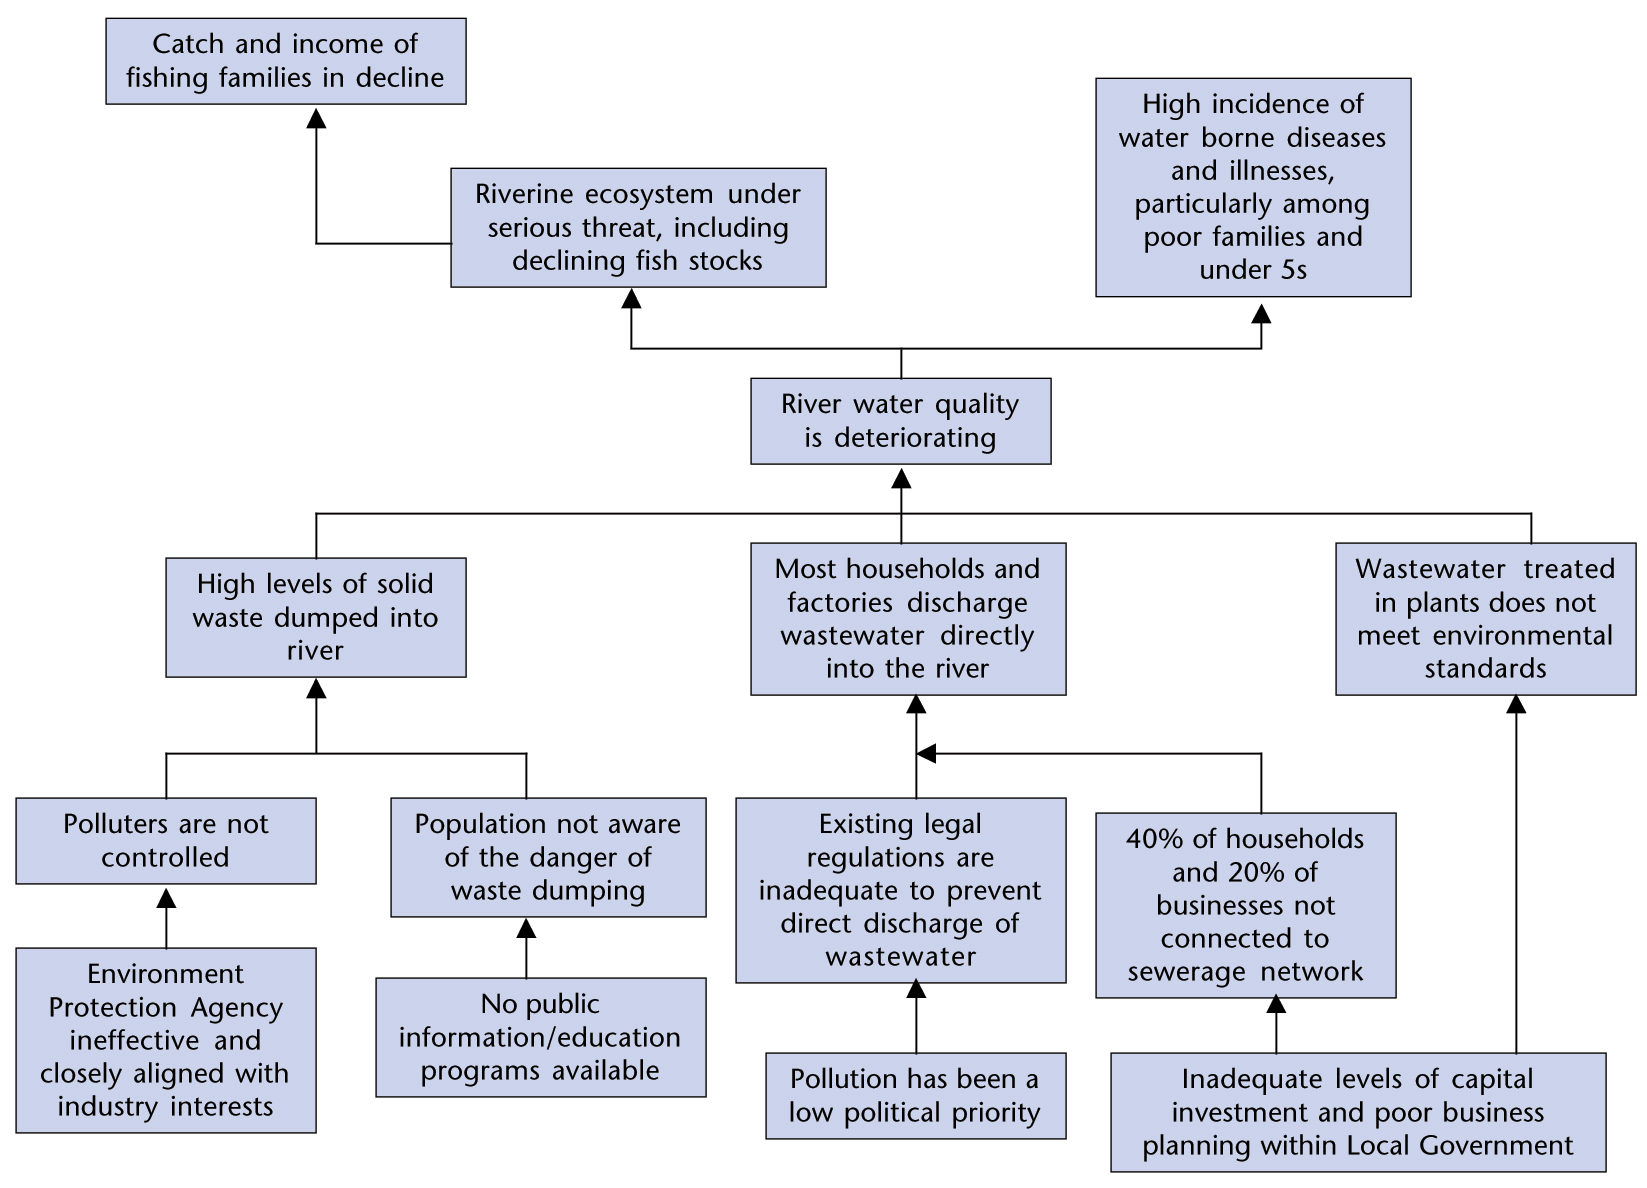 Catch and income of
fishing families in decline
High incidence of
water borne diseases
and illnesses,
particularly among
poor families and
under 5s
Riverine ecosystem under
serious threat, including
declining fish stocks
River water quality
is deteriorating
High levels of solid
waste dumped into
river
Most households and
factories discharge
wastewater directly
into the river
Wastewater treated
in plants does not
meet environmental
standards
Polluters are not
controlled
Population not aware
of the danger of
waste dumping
Existing legal
regulations are
inadequate to prevent
direct discharge of
wastewater
40% of households
and 20% of
businesses not
connected to
sewerage network
Environment
Protection Agency
ineffective and
closely aligned with
industry interests
No public
information/education
programs available
Pollution has been a
low political priority
Inadequate levels of capital
investment and poor business
planning within Local Government